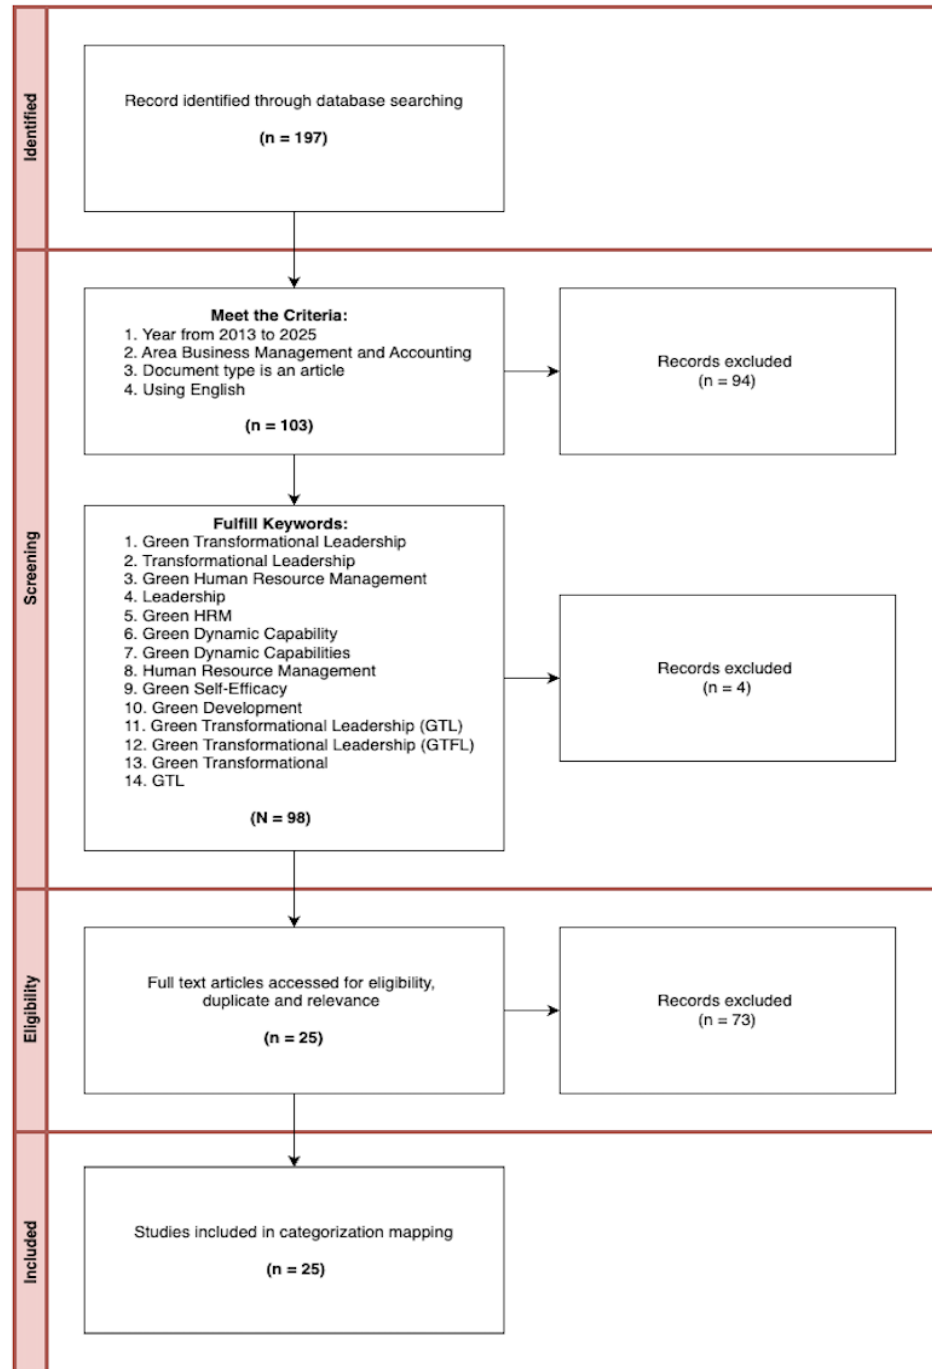 Identified
Record identified through database searching
(n = 197)
Screening
Meet the Criteria:
1. Year from 2013 to 2025
2. Area Business Management and Accounting
3. Document type is an article
4. Using English
(n = 103)
Records excluded
(n = 94)
Fulfill Keywords:
1. Green Transformational Leadership
2. Transformational Leadership
3. Green Human Resource Management
4. Leadership
5. Green HRM
6. Green Dynamic Capability
7. Green Dynamic Capabilities
8. Human Resource Management
9. Green Self-Efficacy
10. Green Development
11. Green Transformational Leadership (GTL)
12. Green Transformational Leadership (GTFL)
13. Green Transformational
14. GTL
(N = 98)
Records excluded
(n = 4)
Eligibility
Full text articles accessed for eligibility,
duplicate and relevance
(n = 25)
Records excluded
(n = 73)
Included
Studies included in categorization mapping
(n = 25)